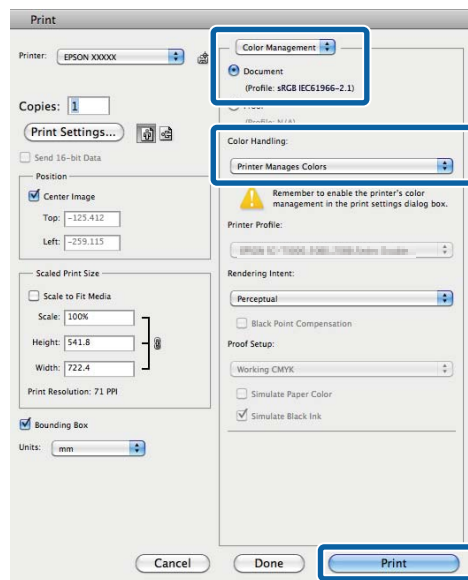 Print
Printer: EPSON XXXXX
Copies: 1
Print Settings...
Send 16-bit Data
Position
Center Image
Top: -125.412
Left: -259.115
Scaled Print Size
Scale to Fit Media
Scale: 100%
Height: 541.8
Width: 722.4
Print Resolution: 71 PPI
Bounding Box
Units: mm
Color Management
Document
(Profile: sRGB IEC61966-2.1)
(Profile: N/A)
Color Handling:
Printer Manages Colors
Remember to enable the printer's color
management in the print settings dialog box.
Printer Profile:
Rendering Intent:
Perceptual
Black Point Compensation
Proof Setup:
Working CMYK
Simulate Paper Color
Simulate Black Ink
Cancel
Done
Print